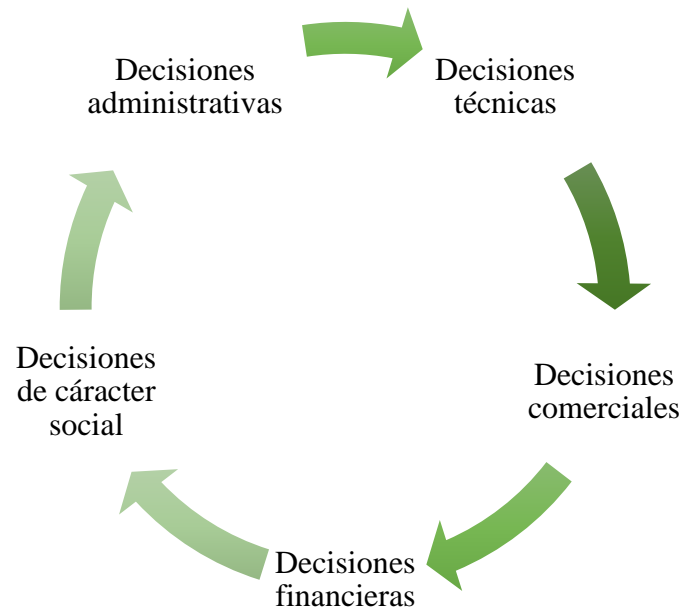 Decisiones
administrativas
Decisiones
técnicas
Decisiones
comerciales
Decisiones
financieras
Decisiones
de cáracter
social